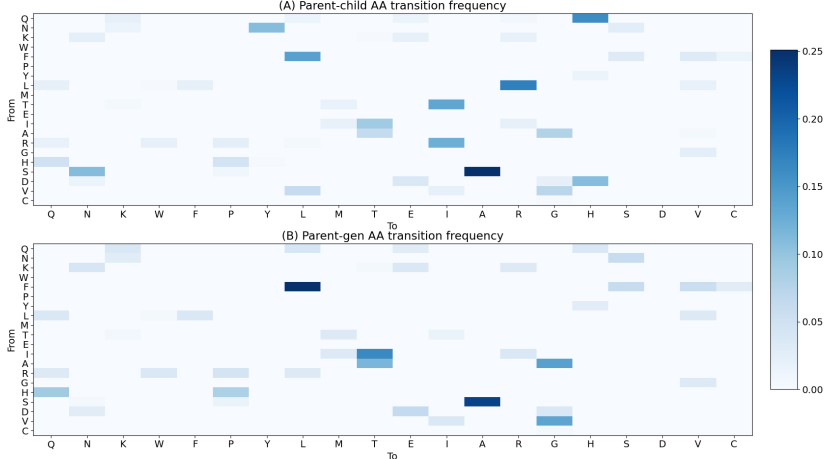 (A) Parent-child AA transition frequency
Q
N
K
W
F
P
Y
L
M
T
E
I
A
R
G
H
S
D
V
C
From
Q N K W F P Y L M T E I A R G H S D V C
To
(B) Parent-gen AA transition frequency
Q
N
K
W
F
P
Y
L
M
T
E
I
A
R
G
H
S
D
V
C
From
Q N K W F P Y L M T E I A R G H S D V C
To
0.25
0.20
0.15
0.10
0.05
0.00